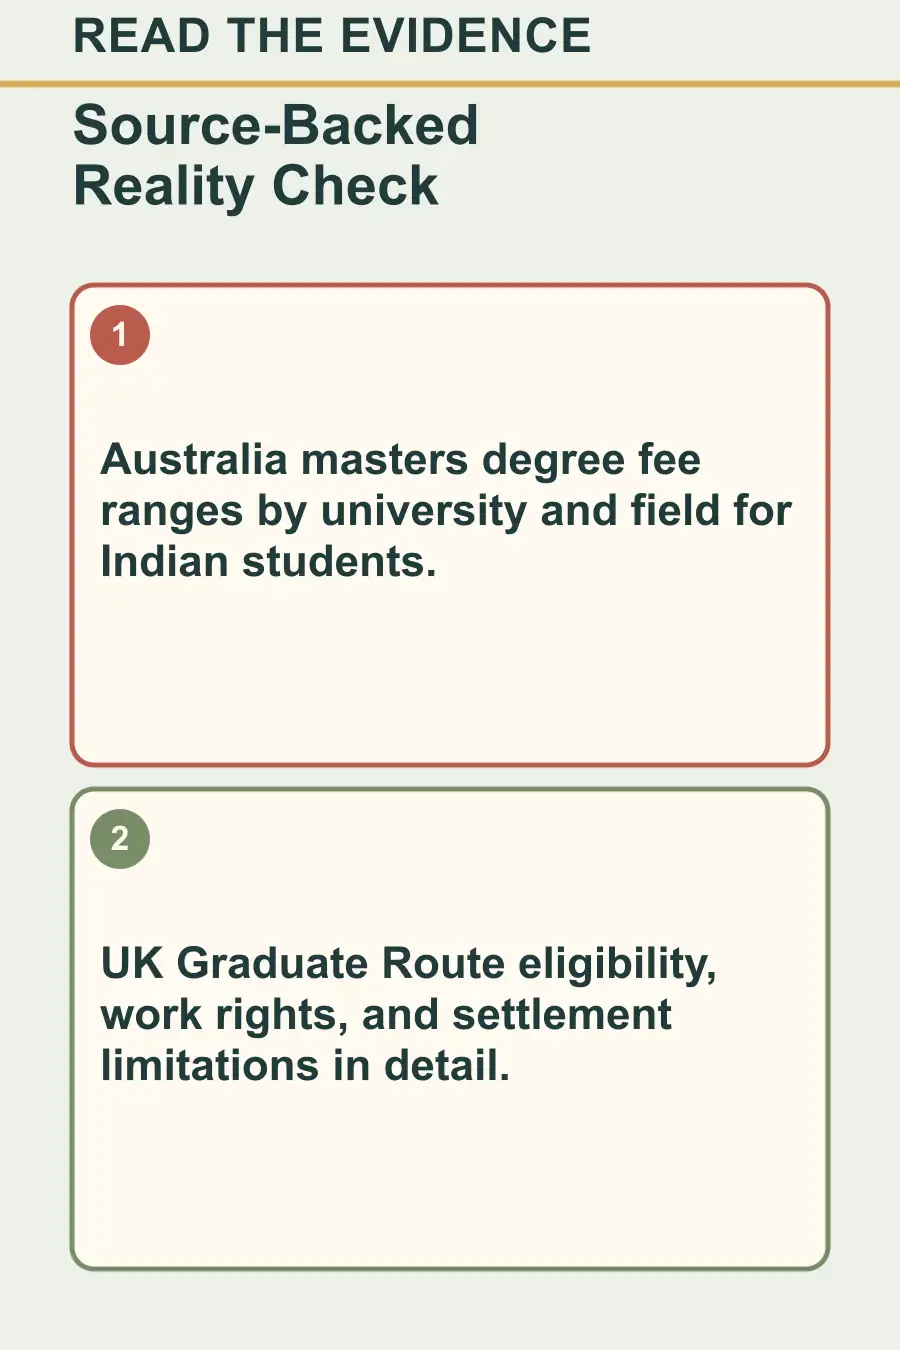 READ THE EVIDENCE
Source-Backed
Reality Check
1
Australia masters degree fee
ranges by university and field for
Indian students.
2
UK Graduate Route eligibility,
work rights, and settlement
limitations in detail.